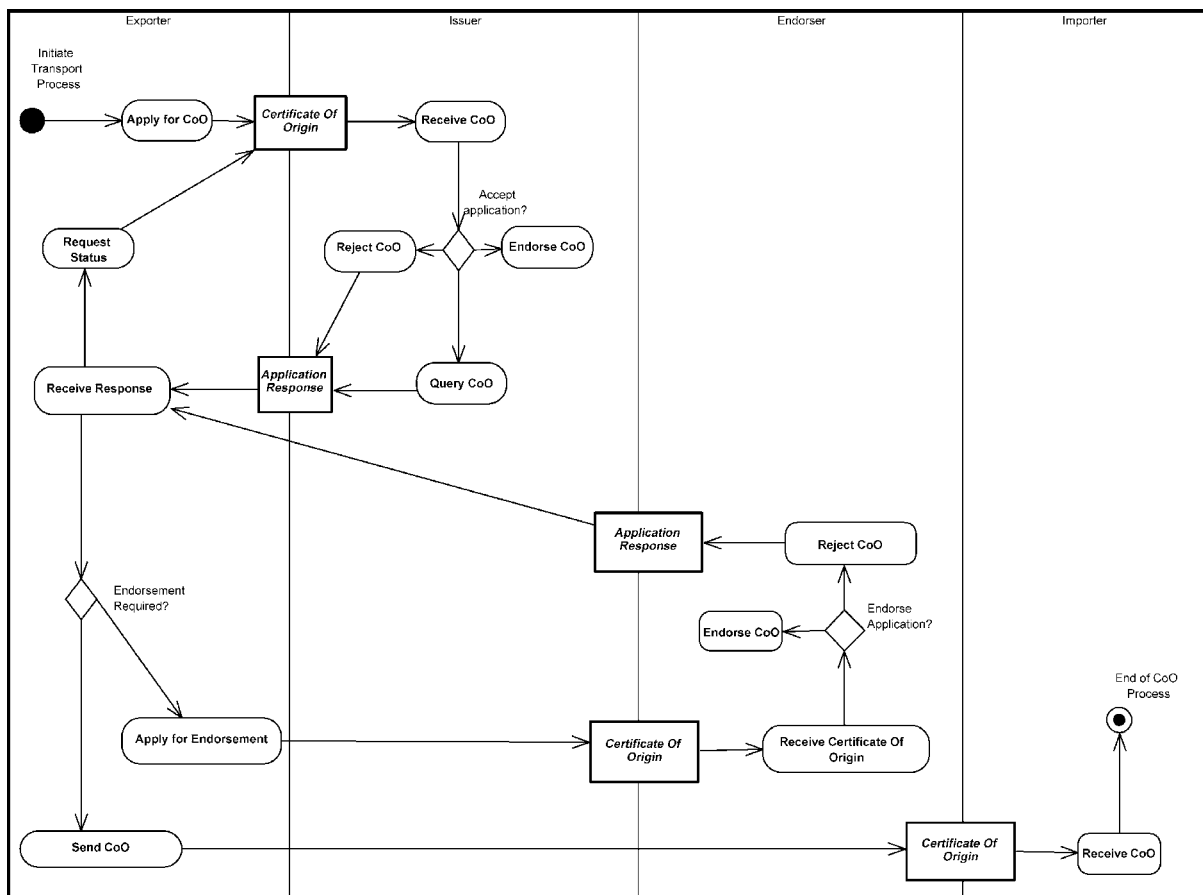 Exporter
Issuer
Endorser
Importer
Initiate
Transport
Process
Apply for CoO
Certificate Of
Origin
Receive CoO
Accept
application?
Request
Status
Reject CoO
Endorse CoO
Receive Response
Application
Response
Query CoO
Application
Response
Reject CoO
Endorsement
Required?
Endorse CoO
Endorse
Application?
Apply for Endorsement
Certificate Of
Origin
Receive Certificate Of
Origin
End of CoO
Process
Send CoO
Certificate Of
Origin
Receive CoO